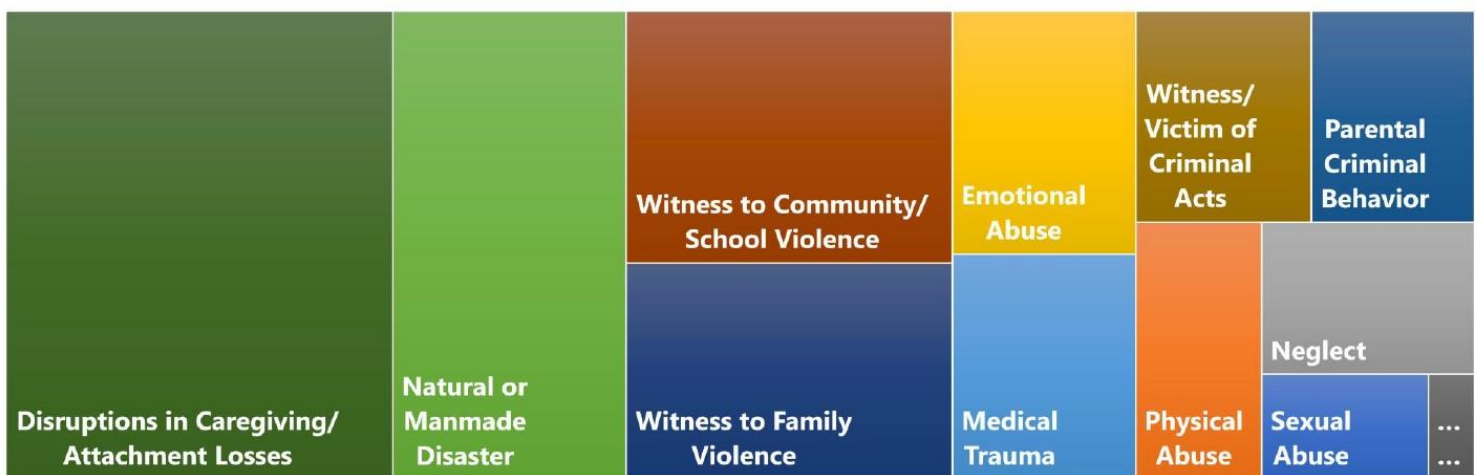 Disruptions in Caregiving/
Attachment Losses
Natural or
Manmade
Disaster
Witness to Community/
School Violence
Witness to Family
Violence
Emotional
Abuse
Medical
Trauma
Witness/
Victim of
Criminal
Acts
Parental
Criminal
Behavior
Physical
Abuse
Neglect
Sexual
Abuse
...
...